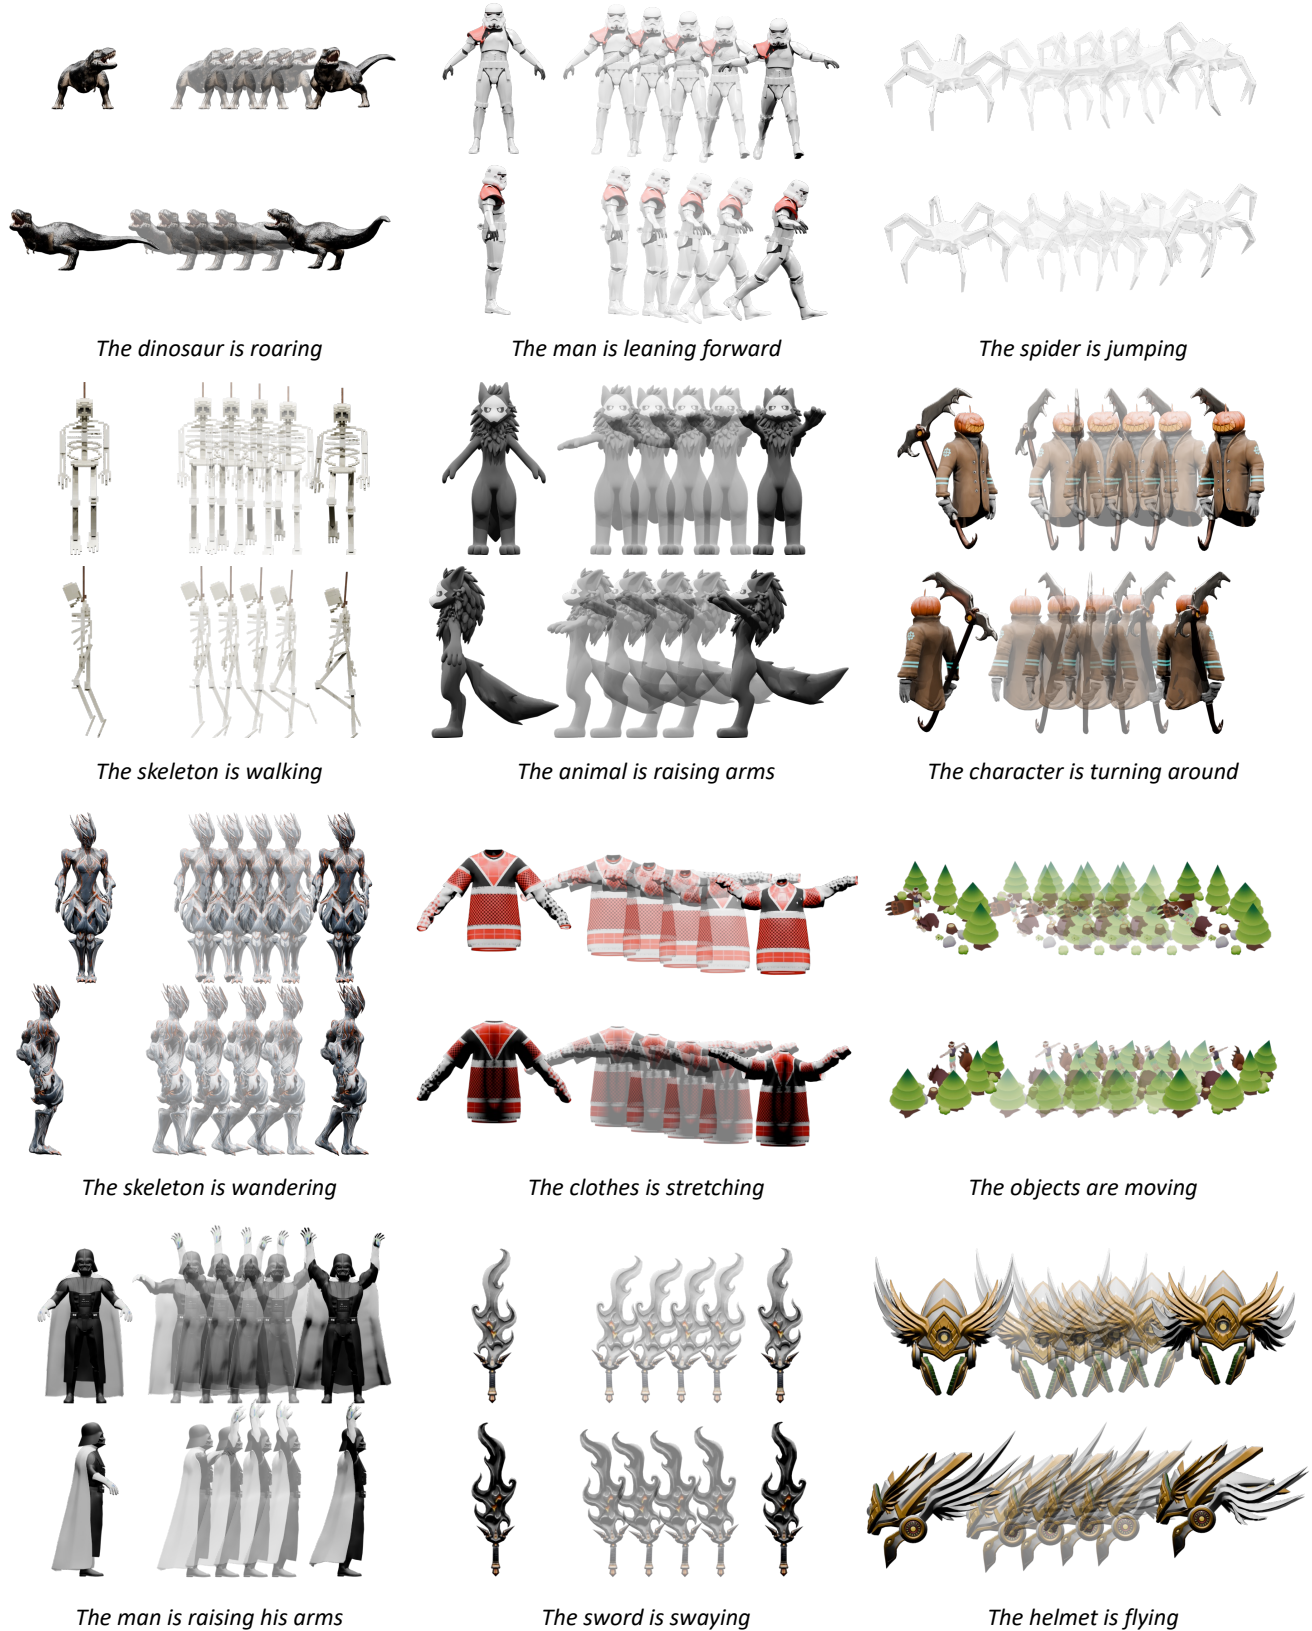 The dinosaur is roaring
The man is leaning forward
The spider is jumping
The skeleton is walking
The animal is raising arms
The character is turning around
The skeleton is wandering
The clothes is stretching
The objects are moving
The man is raising his arms
The sword is swaying
The helmet is flying